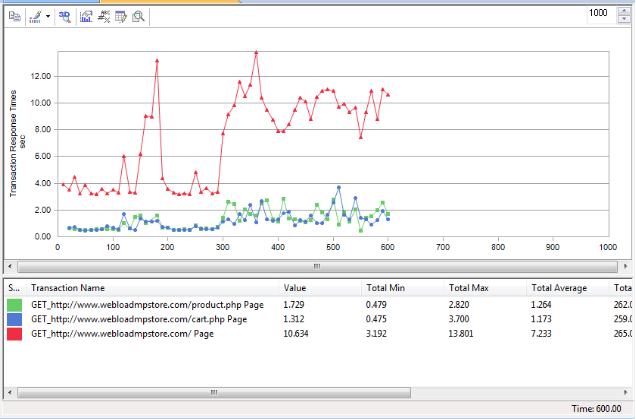 1000
12.00
10.00
8.00
6.00
4.00
2.00
0.00
Transaction Response Times
sec
0 100 200 300 400 500 600 700 800 900 1000
S... Transaction Name Value Total Min Total Max Total Average Tota
GET_http://www.webloadmpstore.com/product.php Page 1.729 0.479 2.820 1.264 262.0
GET_http://www.webloadmpstore.com/cart.php Page 1.312 0.475 3.700 1.173 259.0
GET_http://www.webloadmpstore.com/ Page 10.634 3.192 13.801 7.233 265.0
Time: 600.00